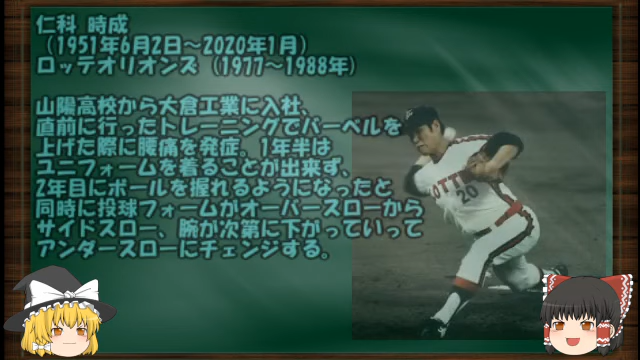 仁科 時成
（1951年6月2日～2020年1月）
ロッテオリオンズ（1977～1988年）
山陽高校から大倉工業に入社、
直前に行ったトレーニングでバーベルを
上げた際に腰痛を発症。1年半は
ユニフォームを着ることが出来ず、
2年目にボールを握れるようになったと
同時に投球フォームがオーバースローから
サイドスロー、腕が次第に下がっていって
アンダースローにチェンジする。
LOTTE
20